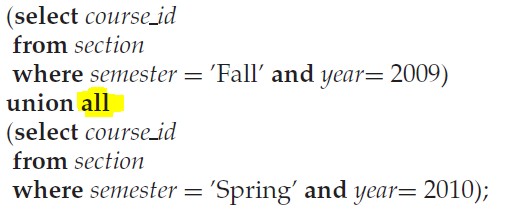 (select course_id
from section
where semester = ’Fall’ and year= 2009)
union all
(select course_id
from section
where semester = ’Spring’ and year= 2010);